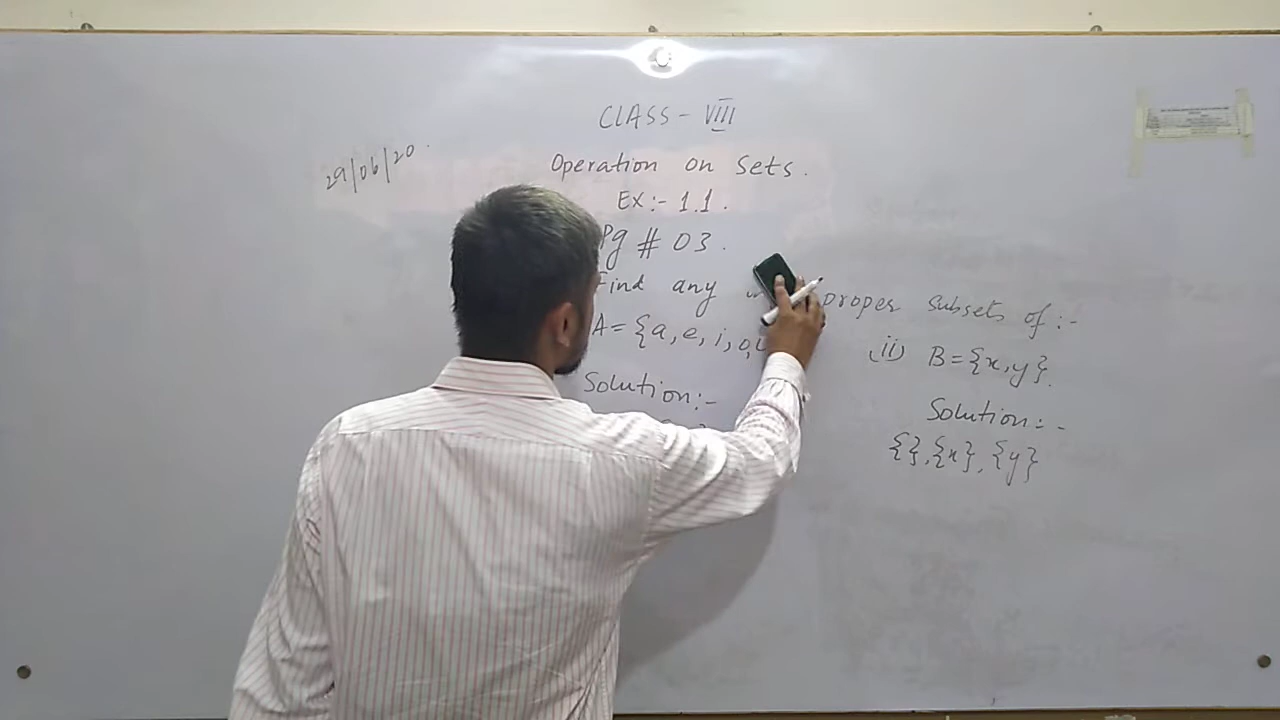 CLASS - VIII
29/06/20.
Operation on Sets.
Ex:- 1.1.
Pg # 03.
Find any proper subsets of :-
A = {a, e, i, o,
(ii) B = {x, y}.
Solution:-
Solution:-
{}, {x}, {y}